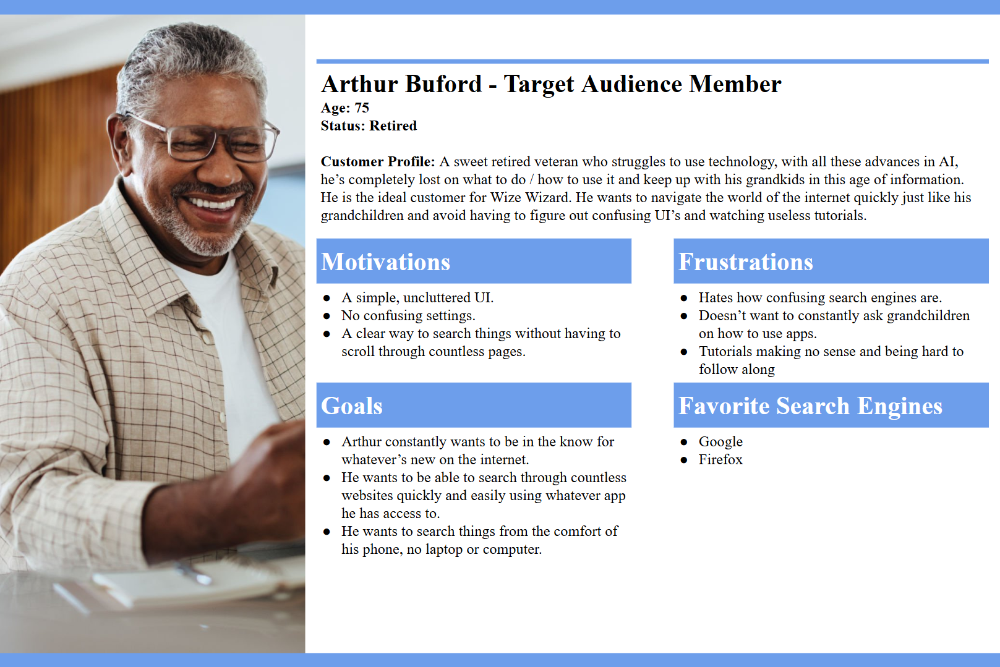 Arthur Buford - Target Audience Member
Age: 75
Status: Retired
Customer Profile: A sweet retired veteran who struggles to use technology, with all these advances in AI,
he’s completely lost on what to do / how to use it and keep up with his grandkids in this age of information.
He is the ideal customer for Wize Wizard. He wants to navigate the world of the internet quickly just like his
grandchildren and avoid having to figure out confusing UI’s and watching useless tutorials.
Motivations
● A simple, uncluttered UI.
● No confusing settings.
● A clear way to search things without having to
scroll through countless pages.
Frustrations
● Hates how confusing search engines are.
● Doesn’t want to constantly ask grandchildren
on how to use apps.
● Tutorials making no sense and being hard to
follow along
Goals
● Arthur constantly wants to be in the know for
whatever’s new on the internet.
● He wants to be able to search through countless
websites quickly and easily using whatever app
he has access to.
● He wants to search things from the comfort of
his phone, no laptop or computer.
Favorite Search Engines
● Google
● Firefox